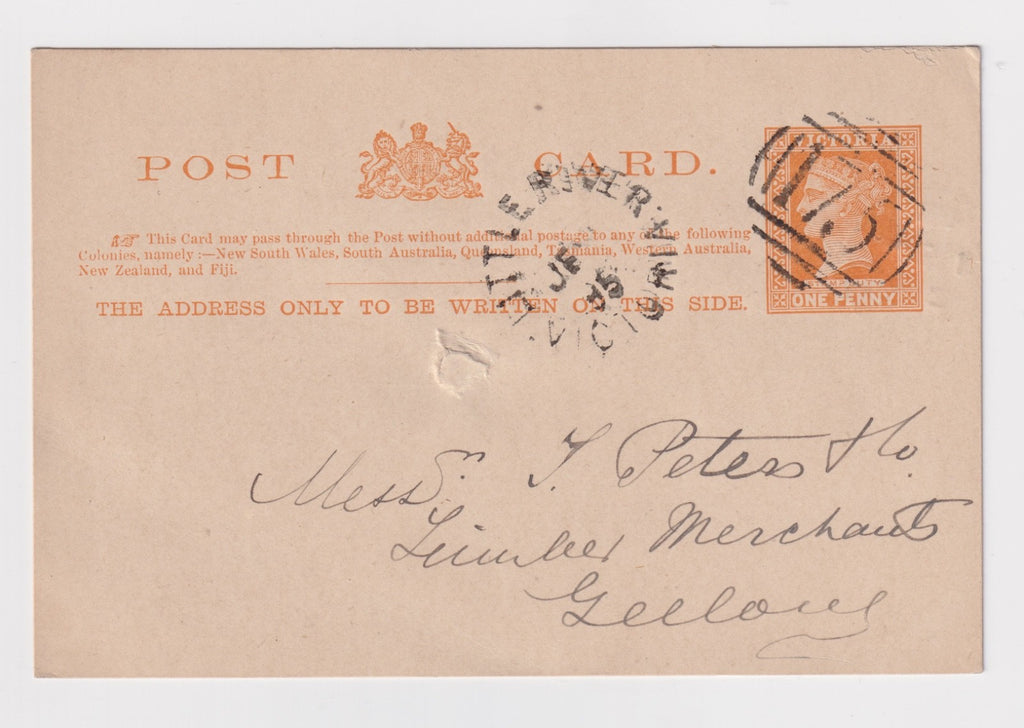 POST CARD.
VICTORIA
175
☞ This Card may pass through the Post without additional postage to any of the following
Colonies, namely :—New South Wales, South Australia, Queensland, Tasmania, Western Australia,
New Zealand, and Fiji.
ONE PENNY
THE ADDRESS ONLY TO BE WRITTEN ON THIS SIDE.
LITTLE RIVER
VICTORIA
Messrs. T. Peters & Co.
Timber Merchants
Geelong